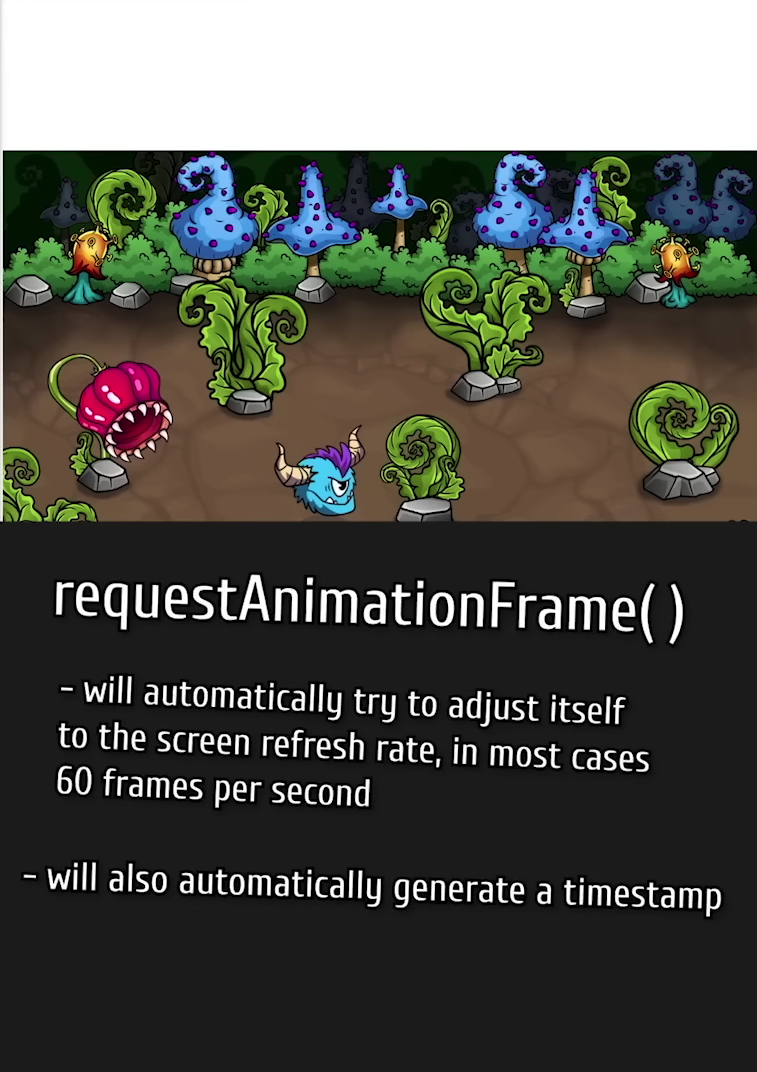 requestAnimationFrame( )
- will automatically try to adjust itself
to the screen refresh rate, in most cases
60 frames per second
- will also automatically generate a timestamp